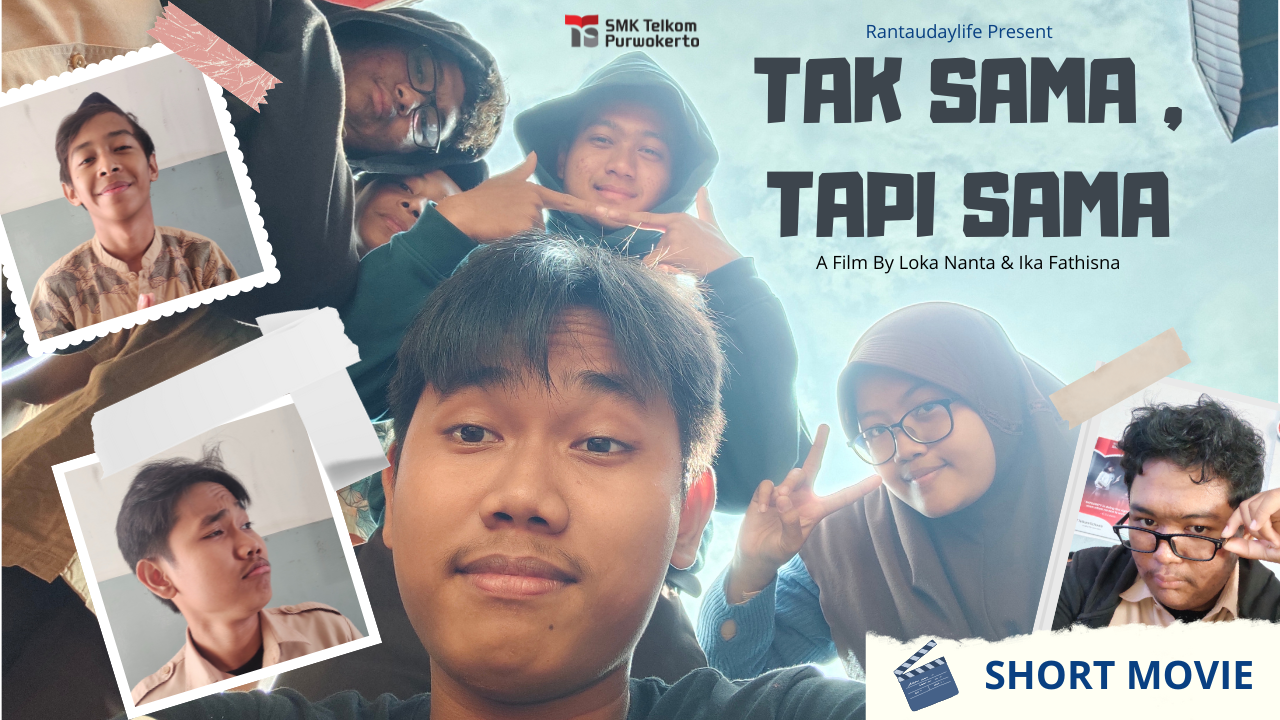 SMK Telkom
Purwokerto
Rantaudaylife Present
TAK SAMA ,
TAPI SAMA
A Film By Loka Nanta & Ika Fathisna
SHORT MOVIE